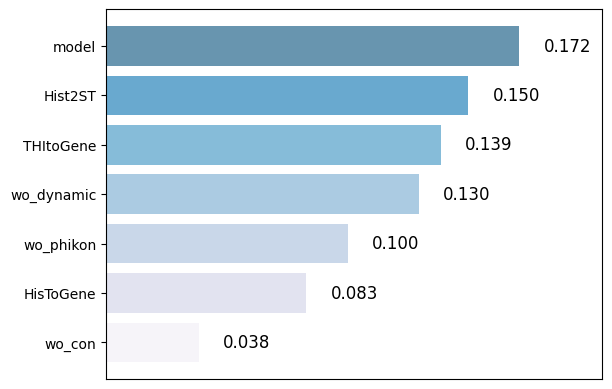 model 0.172
Hist2ST 0.150
THItoGene 0.139
wo_dynamic 0.130
wo_phikon 0.100
HisToGene 0.083
wo_con 0.038